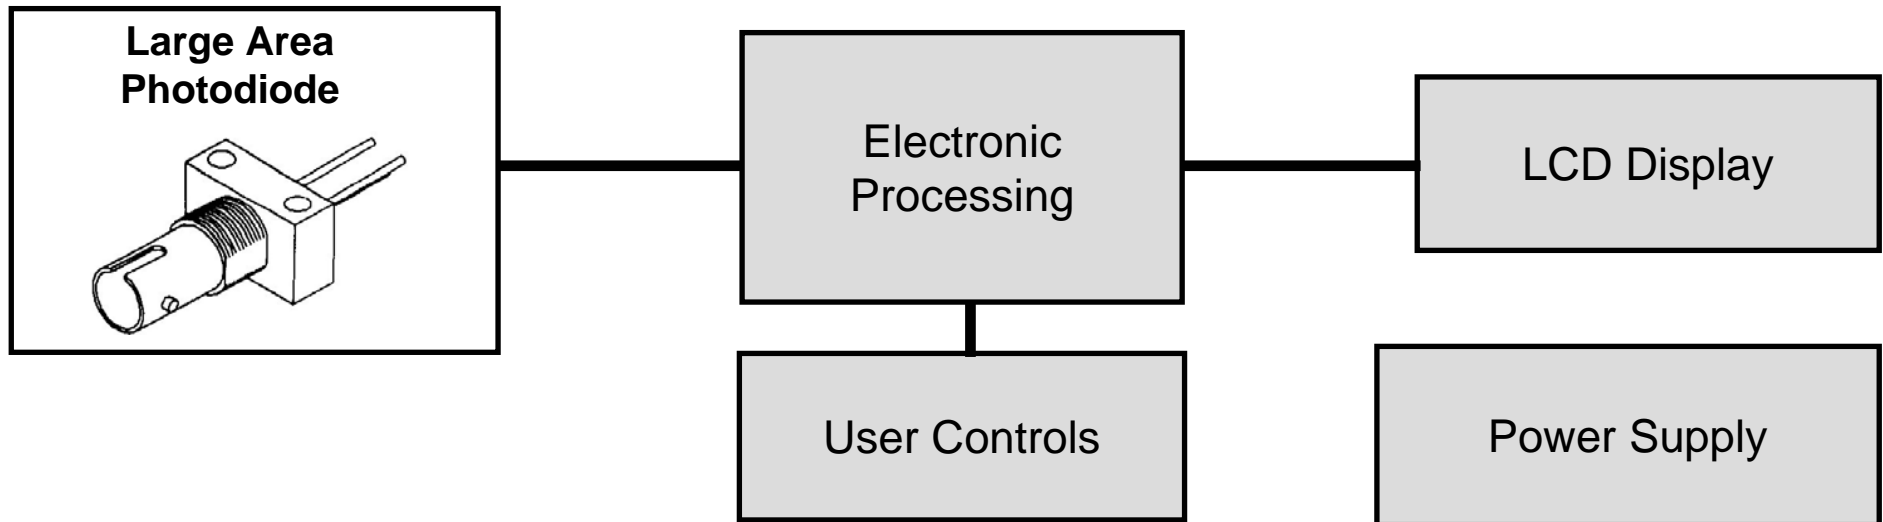 Large Area
Photodiode
Electronic
Processing
LCD Display
User Controls
Power Supply